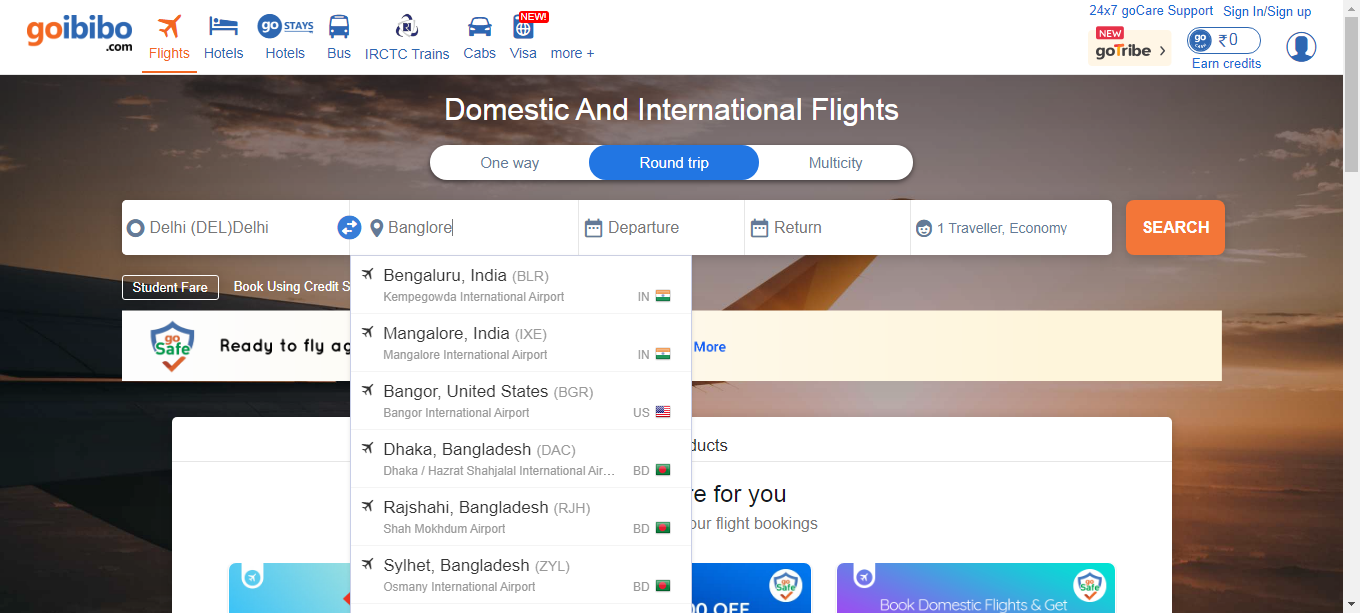 goibibo
.com
Flights
Hotels
go STAYS
Hotels
Bus
IRCTC Trains
Cabs
NEW!
Visa
more +
24x7 goCare Support
Sign In/Sign up
NEW
goTribe >
go
CASH
₹0
Earn credits
Domestic And International Flights
One way
Round trip
Multicity
Delhi (DEL)Delhi
Banglore
Departure
Return
1 Traveller, Economy
SEARCH
Student Fare
Book Using Credit S
go
Safe
Ready to fly ag
More
Bengaluru, India (BLR)
Kempegowda International Airport
IN
Mangalore, India (IXE)
Mangalore International Airport
IN
Bangor, United States (BGR)
Bangor International Airport
US
Dhaka, Bangladesh (DAC)
Dhaka / Hazrat Shahjalal International Air...
BD
Rajshahi, Bangladesh (RJH)
Shah Mokhdum Airport
BD
Sylhet, Bangladesh (ZYL)
Osmany International Airport
BD
ducts
re for you
our flight bookings
go
Safe
00 OFF
go
Safe
Book Domestic Flights & Get